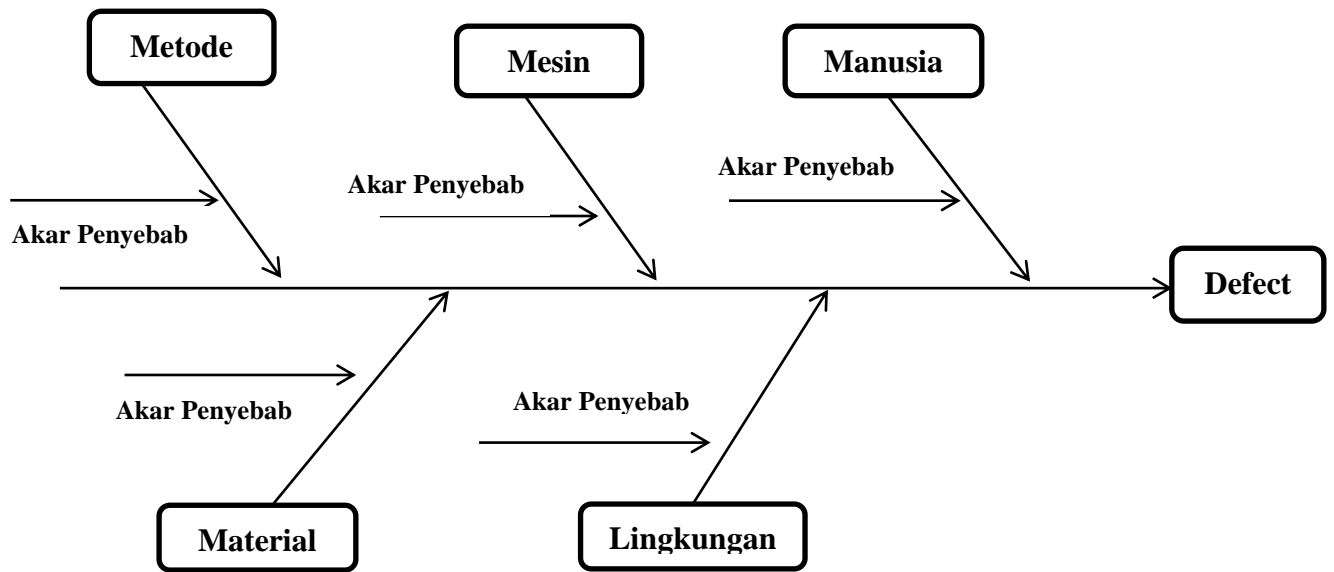 Metode
Mesin
Manusia
Akar Penyebab
Akar Penyebab
Akar Penyebab
Defect
Akar Penyebab
Akar Penyebab
Material
Lingkungan